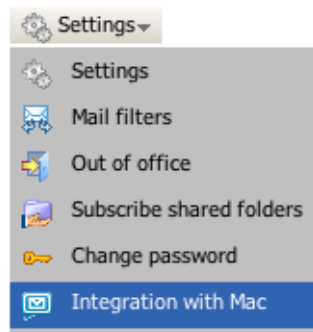 Settings
Settings
Mail filters
Out of office
Subscribe shared folders
Change password
Integration with Mac